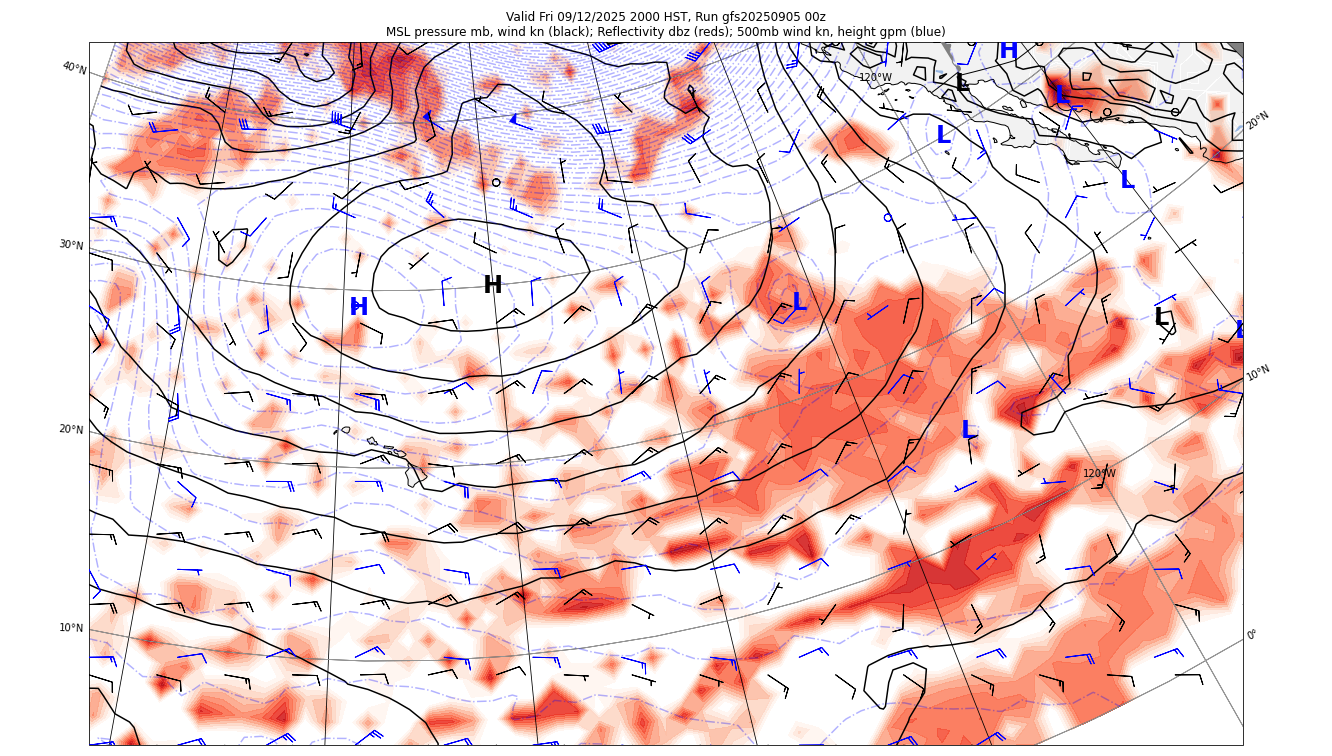 Valid Fri 09/12/2025 2000 HST, Run gfs20250905 00z
MSL pressure mb, wind kn (black); Reflectivity dbz (reds); 500mb wind kn, height gpm (blue)
H
40°N
120°W
L
L
20°N
L
L
30°N
H
H
L
L
L
10°N
20°N
L
120°W
10°N
0°